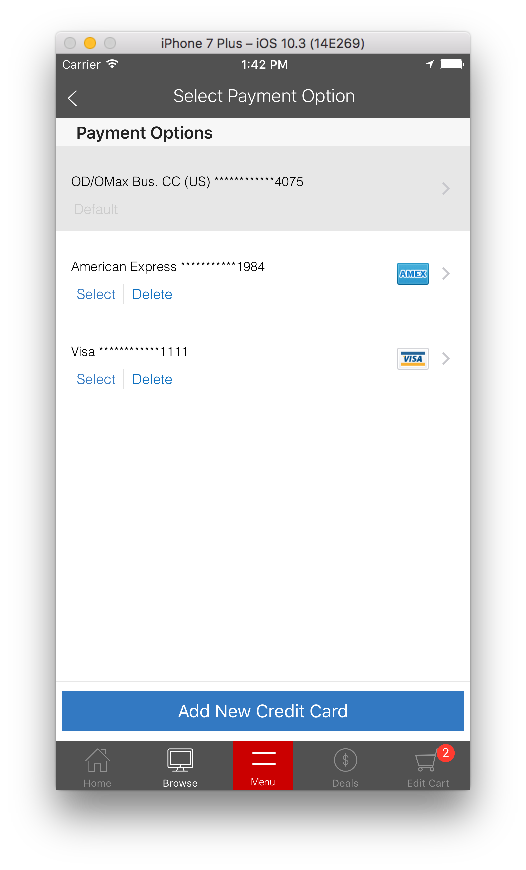 iPhone 7 Plus – iOS 10.3 (14E269)
Carrier 1:42 PM
Select Payment Option
Payment Options
OD/OMax Bus. CC (US) ************4075
Default
American Express ***********1984
AMEX
Select Delete
Visa ************1111
VISA
Select Delete
Add New Credit Card
2
Home Browse Menu Deals Edit Cart